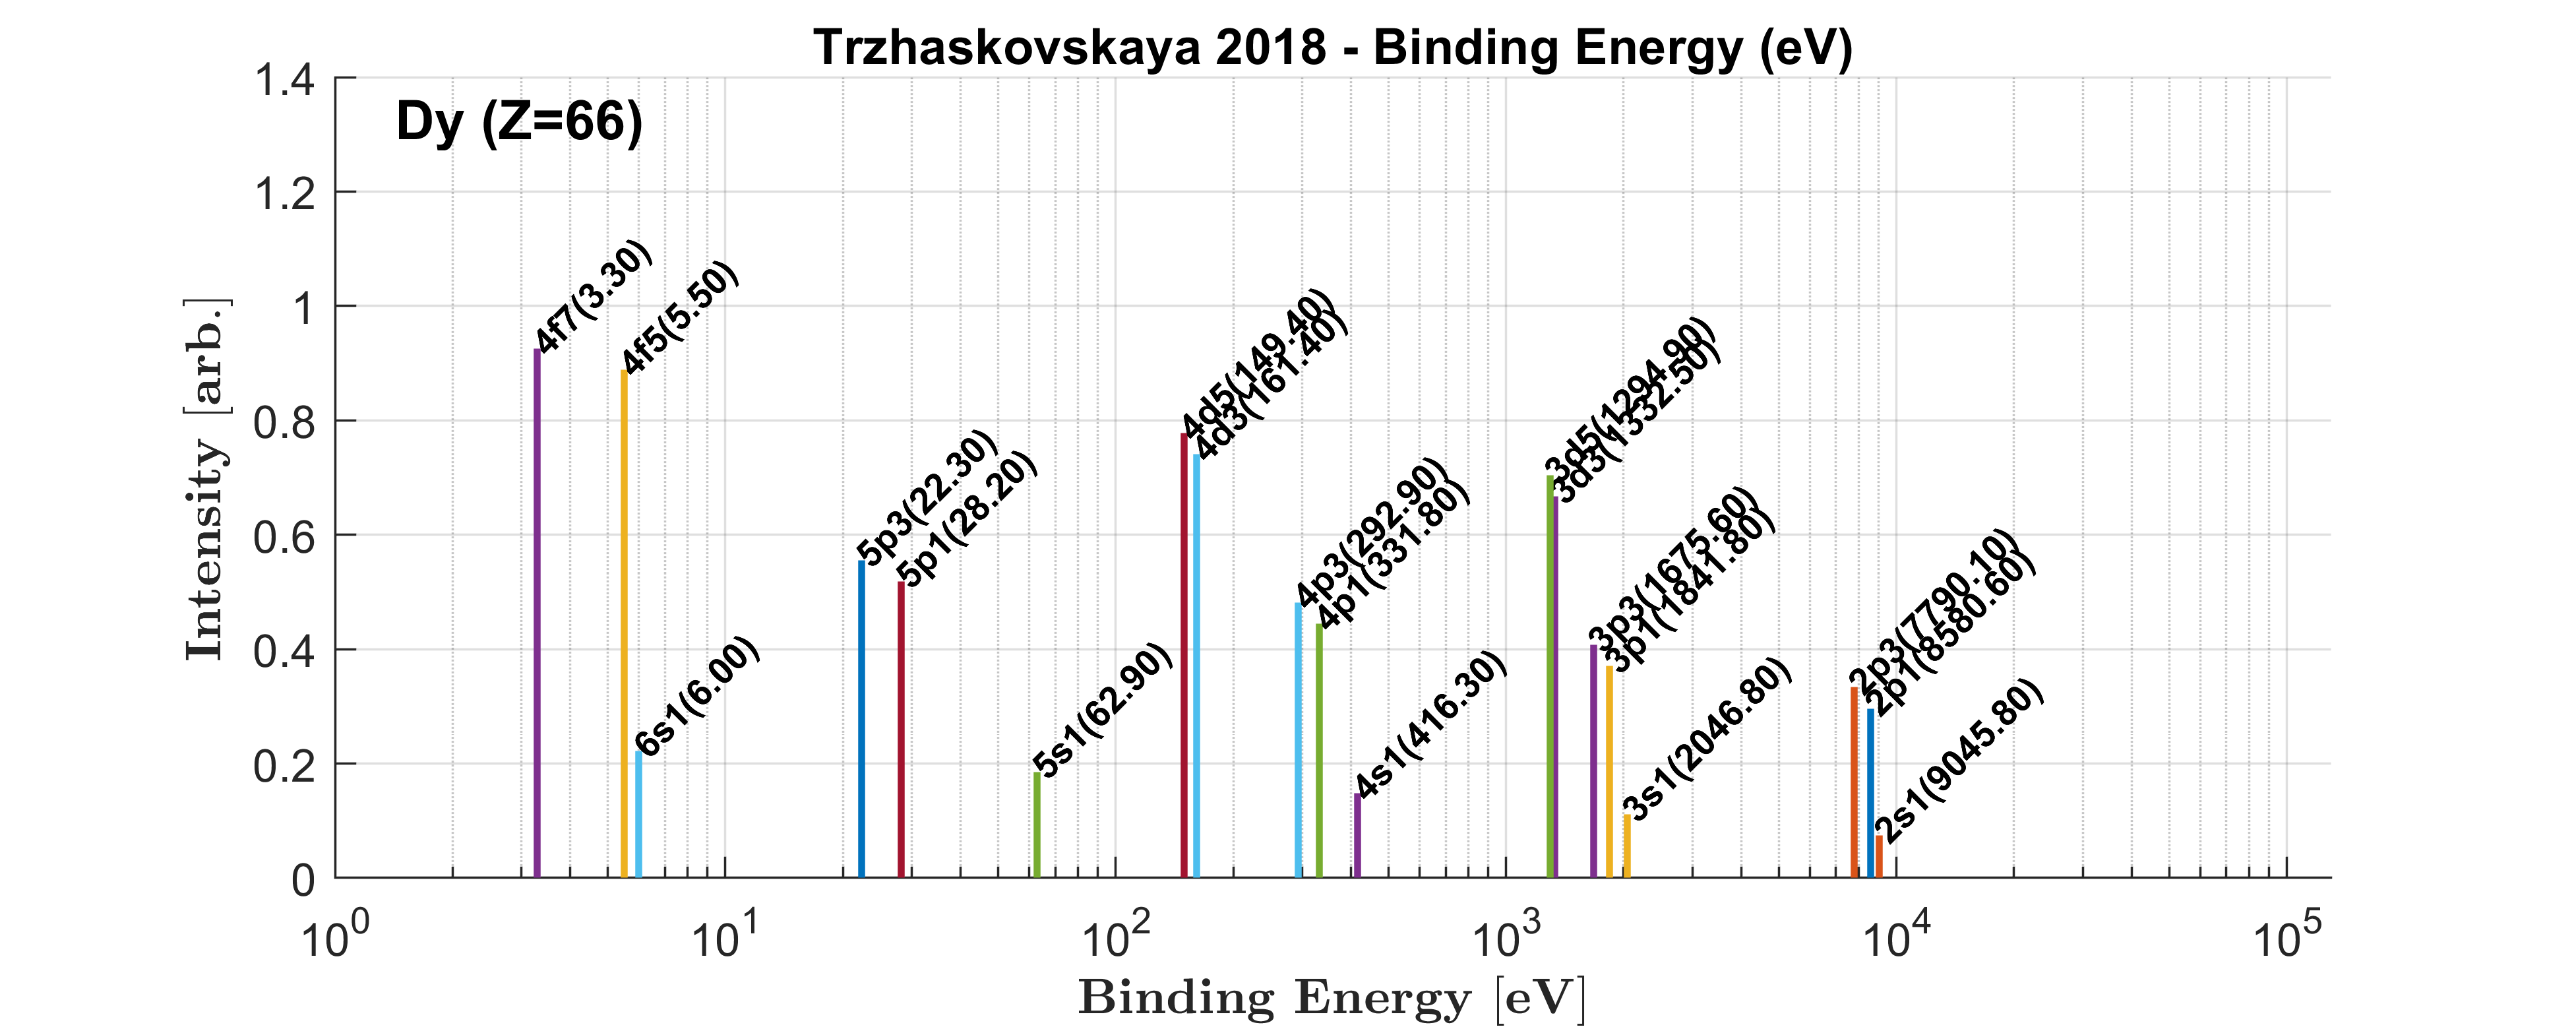 Trzhaskovskaya 2018 - Binding Energy (eV)
Dy (Z=66)
Intensity [arb.]
1.4
1.2
1
0.8
0.6
0.4
0.2
0
4f7(3.30)
4f5(5.50)
6s1(6.00)
5p3(22.30)
5p1(28.20)
5s1(62.90)
4d5(149.40)
4d3(161.40)
4p3(292.90)
4p1(331.80)
4s1(416.30)
3d5(1294.90)
3d3(1332.50)
3p3(1675.60)
3p1(1841.80)
3s1(2046.80)
2p3(7790.10)
2p1(8580.60)
2s1(9045.80)
10^0
10^1
10^2
10^3
10^4
10^5
Binding Energy [eV]